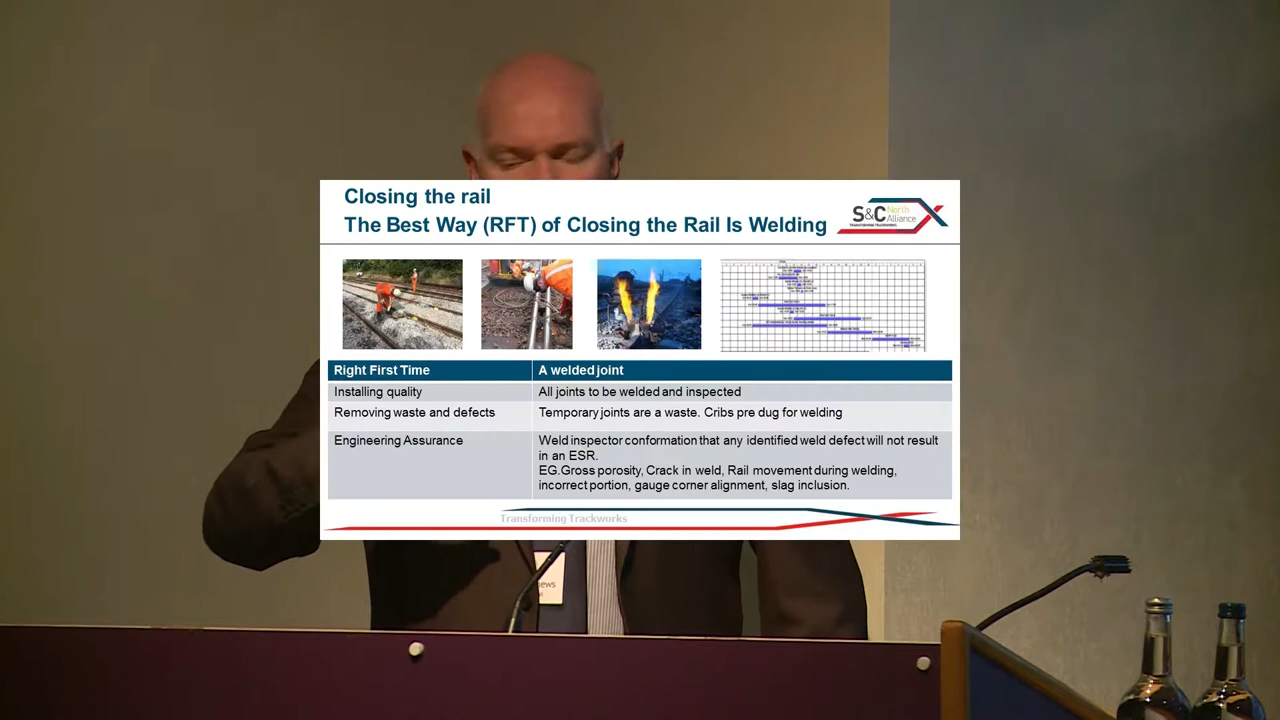 Closing the rail
The Best Way (RFT) of Closing the Rail Is Welding
S&C North
Alliance
TRANSFORMING TRACKWORKS
Right First Time
A welded joint
Installing quality
All joints to be welded and inspected
Removing waste and defects
Temporary joints are a waste. Cribs pre dug for welding
Engineering Assurance
Weld inspector conformation that any identified weld defect will not result
in an ESR.
EG.Gross porosity, Crack in weld, Rail movement during welding,
incorrect portion, gauge corner alignment, slag inclusion.
Transforming Trackworks